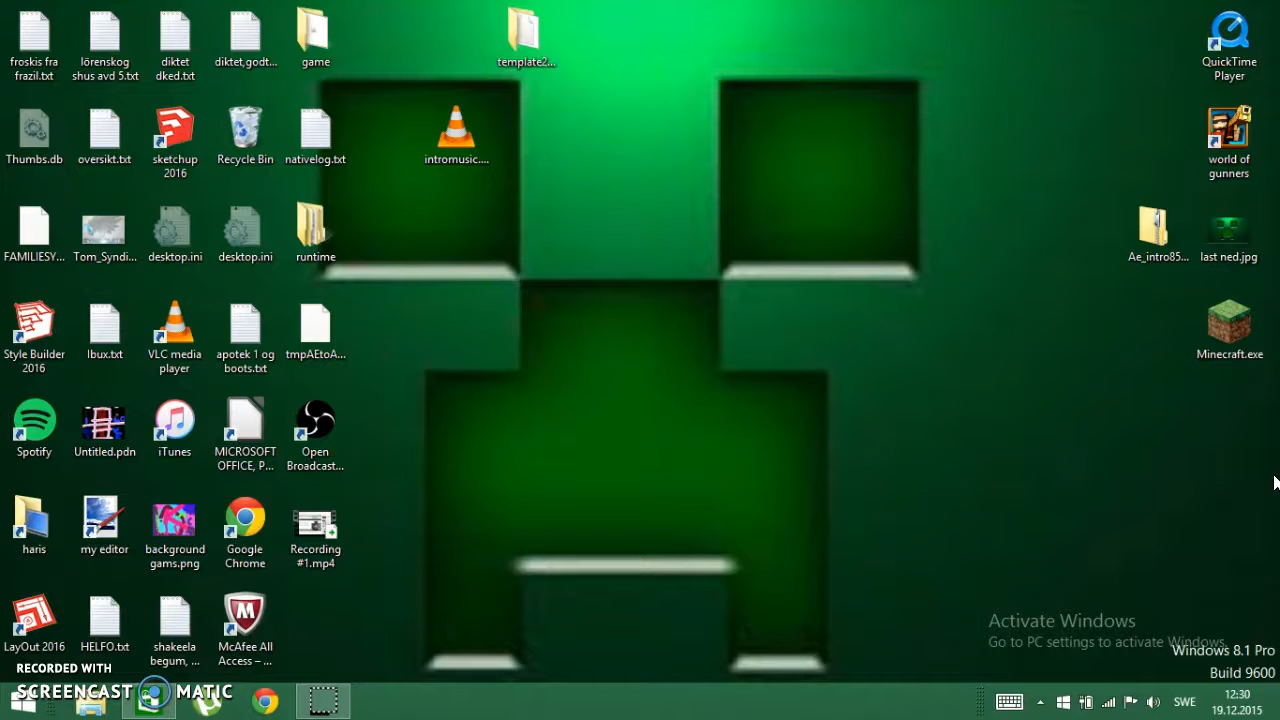 froskis fra
frazil.txt
lörenskog
shus avd 5.txt
diktet
dked.txt
diktet,godt...
game
template2...
QuickTime
Player
Thumbs.db
oversikt.txt
sketchup
2016
Recycle Bin
nativelog.txt
intromusic....
world of
gunners
FAMILIESY...
Tom_Syndi...
desktop.ini
desktop.ini
runtime
Ae_intro85...
last ned.jpg
Style Builder
2016
lbux.txt
VLC media
player
apotek 1 og
boots.txt
tmpAEtoA...
Minecraft.exe
Spotify
Untitled.pdn
iTunes
MICROSOFT
OFFICE, P...
Open
Broadcast...
haris
my editor
background
gams.png
Google
Chrome
Recording
#1.mp4
LayOut 2016
HELFO.txt
shakeela
begum, ...
McAfee All
Access – ...
Activate Windows
Go to PC settings to activate Windows.
Windows 8.1 Pro
Build 9600
RECORDED WITH
SCREENCAST MATIC
SWE
12:30
19.12.2015